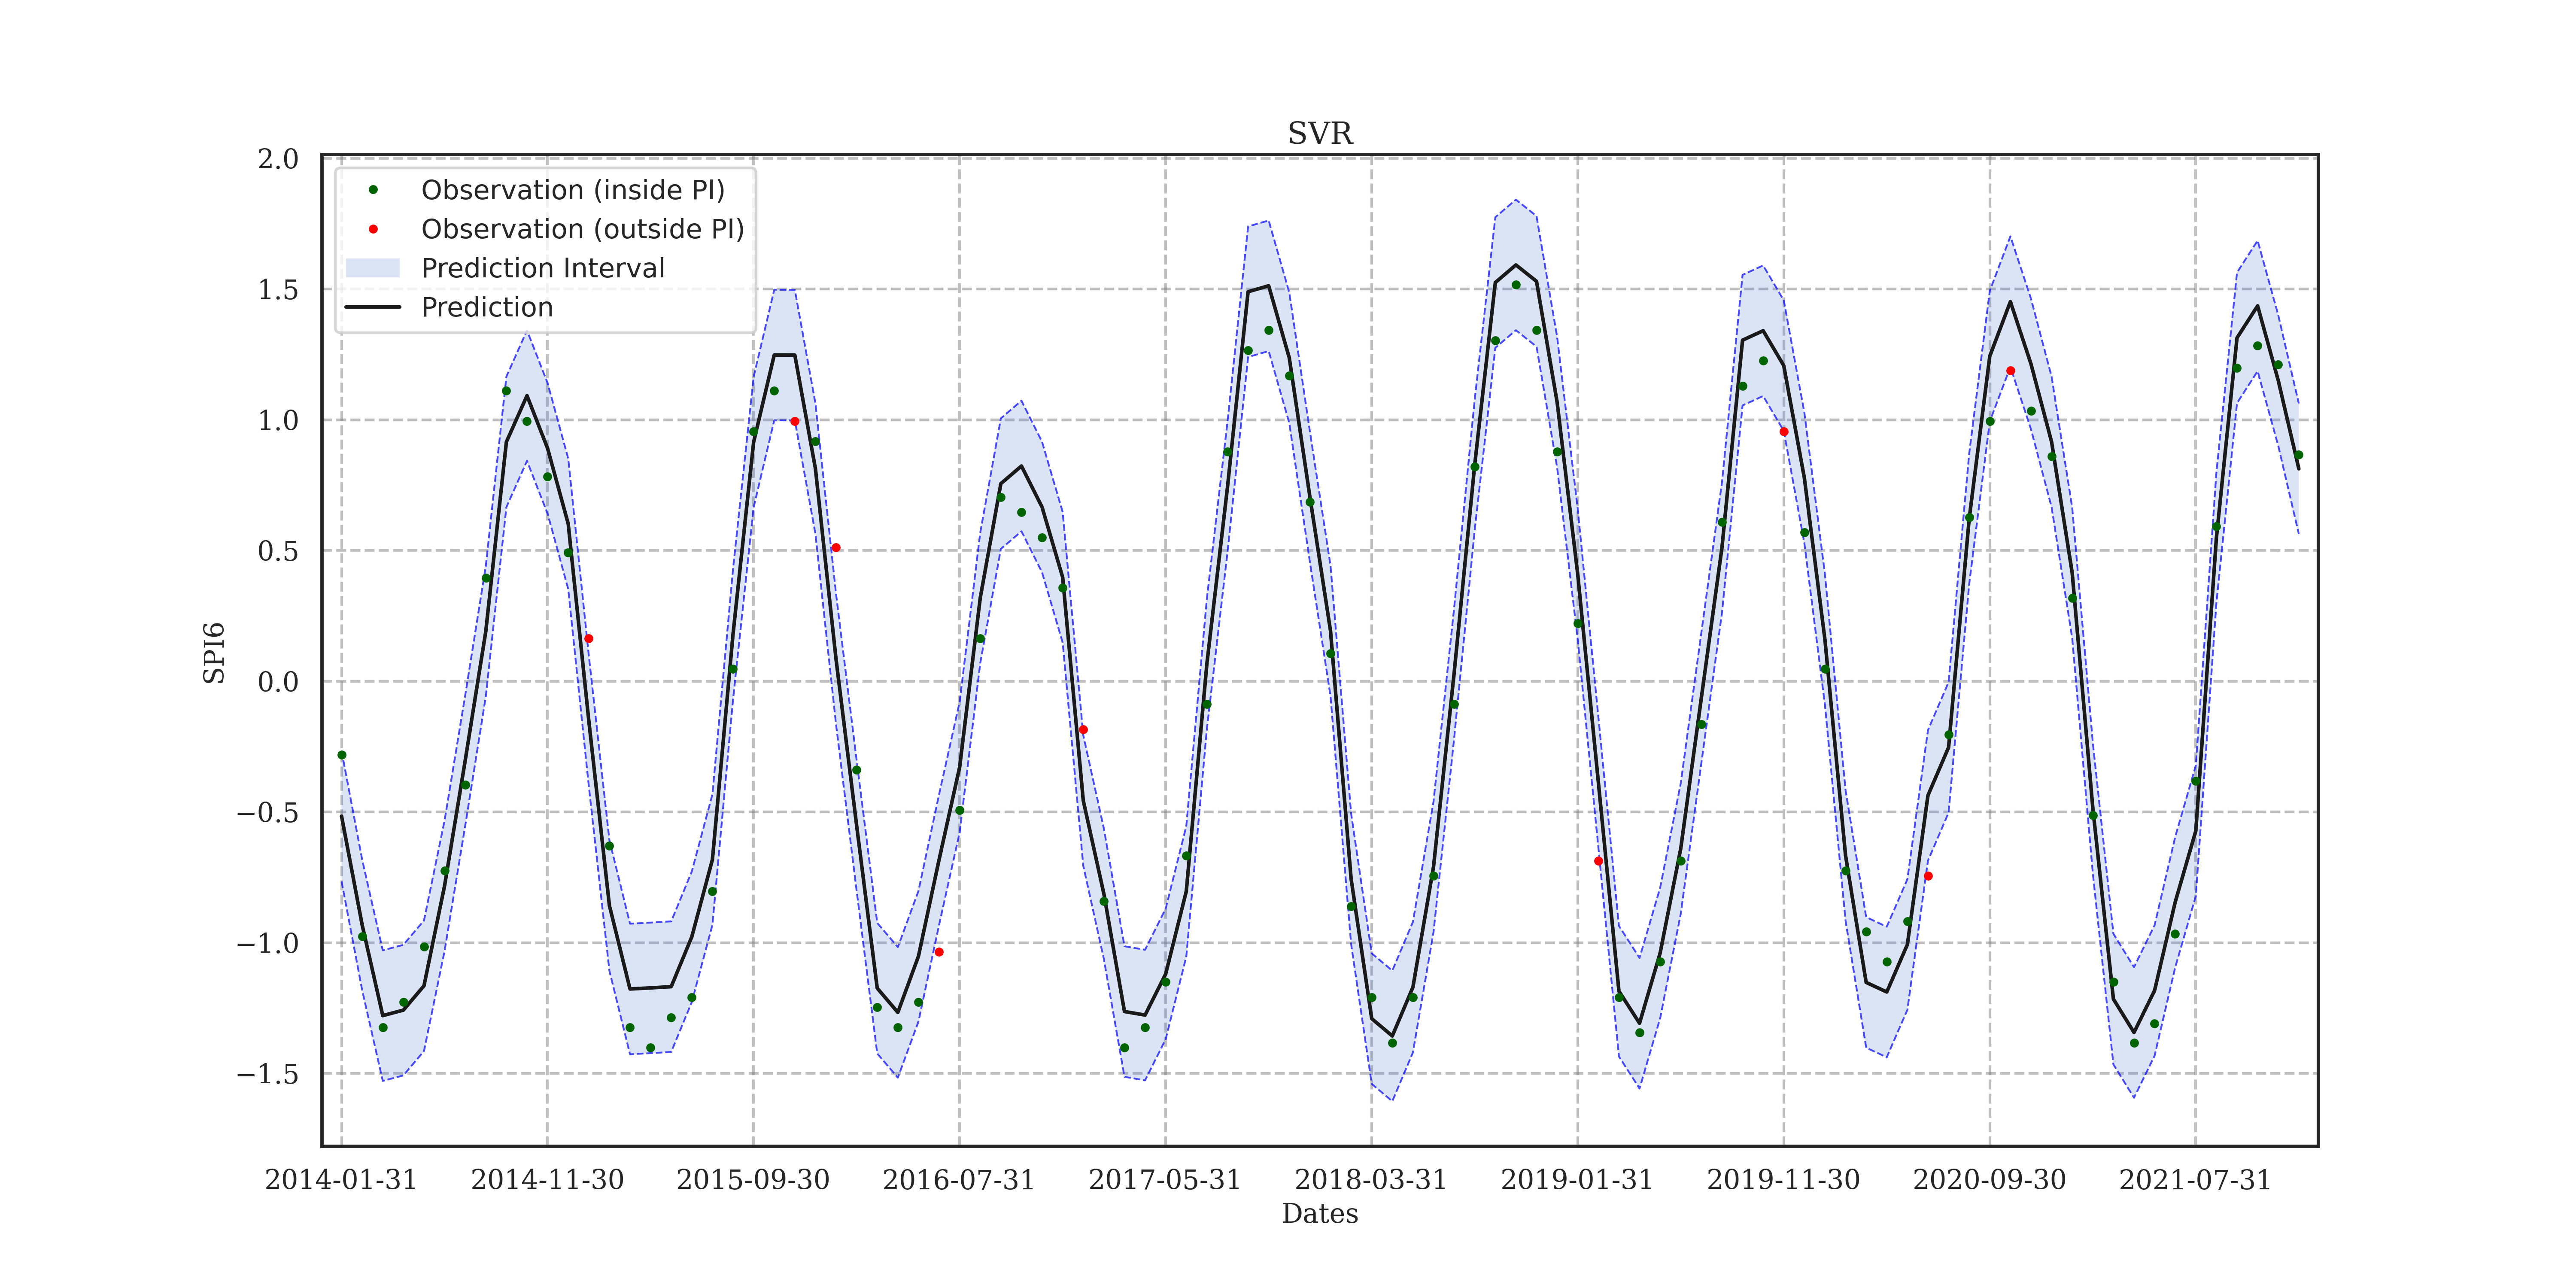 SVR
2.0
1.5
1.0
0.5
0.0
−0.5
−1.0
−1.5
SPI6
Observation (inside PI)
Observation (outside PI)
Prediction Interval
Prediction
2014-01-31 2014-11-30 2015-09-30 2016-07-31 2017-05-31 2018-03-31 2019-01-31 2019-11-30 2020-09-30 2021-07-31
Dates